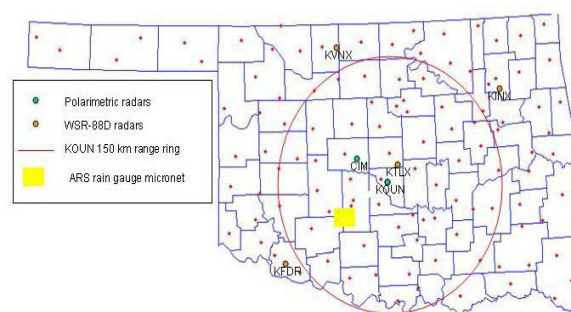 KVNX
KINX
Polarimetric radars
WSR-88D radars
KOUN 150 km range ring
ARS rain gauge micronet
CIM
KTLX
KOUN
KFDR